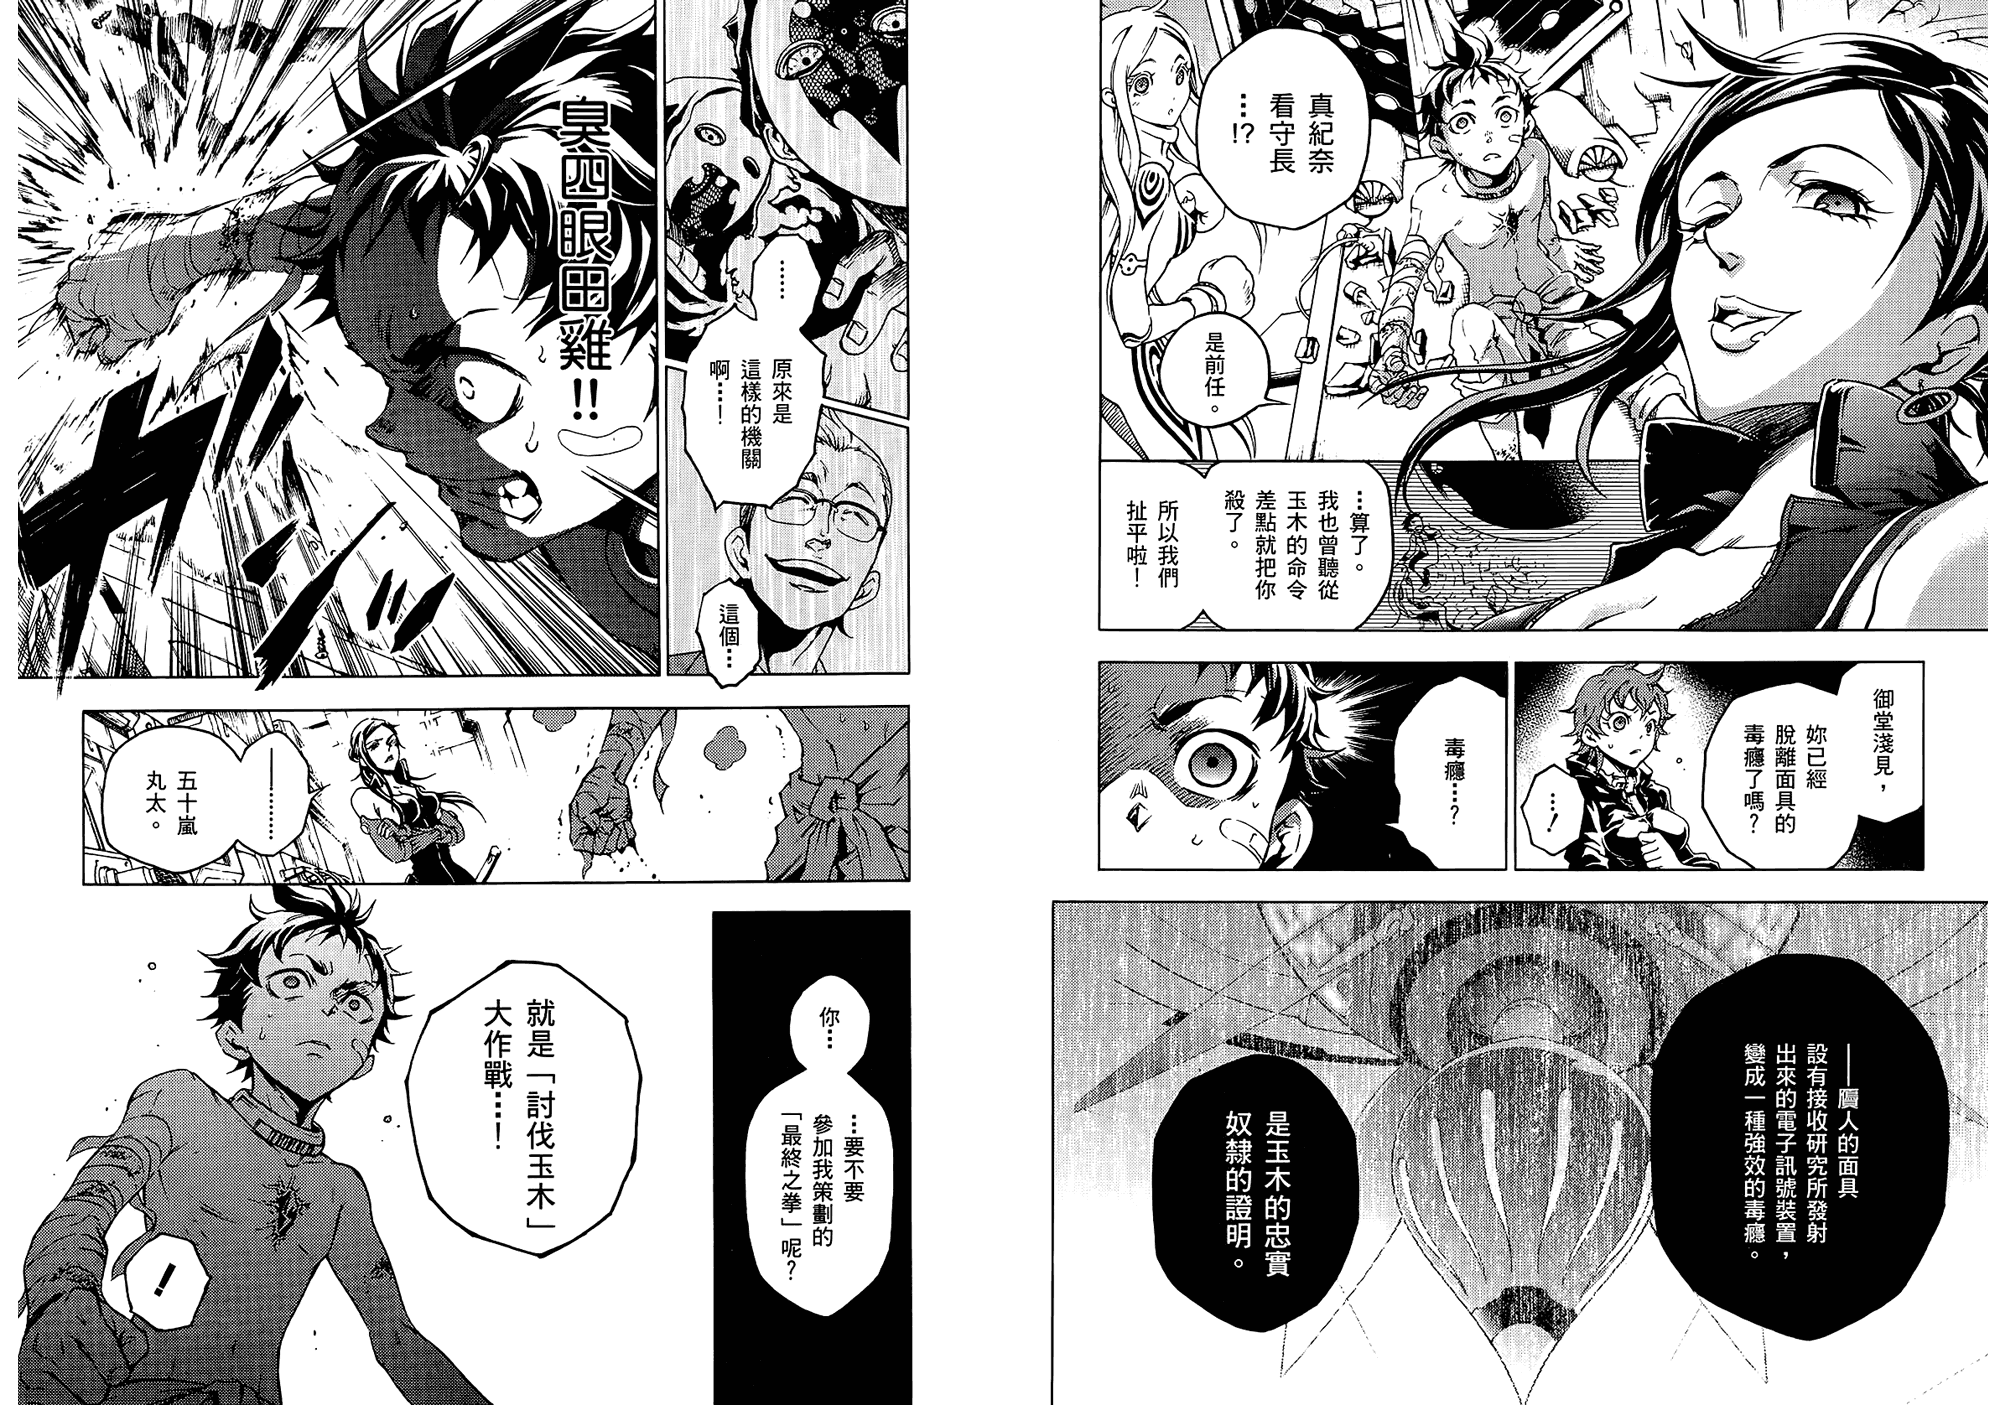 真紀奈
看守長
…!?
是前任。
…算了。
我也曾聽從
玉木的命令
差點就把你
殺了。
所以我們
扯平啦！
御堂淺見，
妳已經
脫離面具的
毒癮了嗎？
…！
毒癮…？
——贗人的面具
設有接收研究所發射
出來的電子訊號裝置，
變成一種強效的毒癮。
是玉木的忠實
奴隸的證明。
……
原來是
這樣的機關
啊…！
這個…
臭四眼田雞!!
——………
五十嵐
丸太。
你…
…要不要
參加我策劃的
「最終之拳」呢？
就是「討伐玉木」
大作戰…！
！